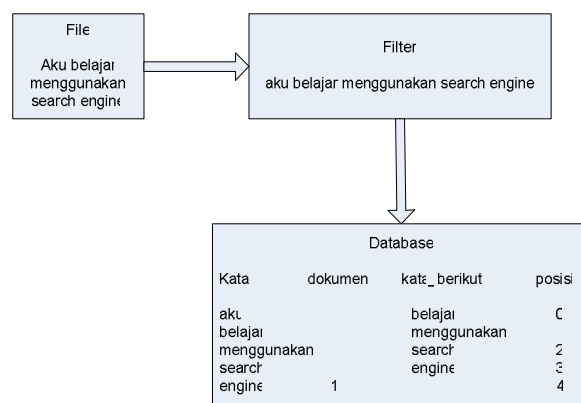 File
Aku belajar
menggunakan
search engine
Filter
aku belajar menggunakan search engine
Database
Kata dokumen kata_berikut posisi
aku belajar 0
belajar menggunakan
menggunakan search 2
search engine 3
engine 1 4